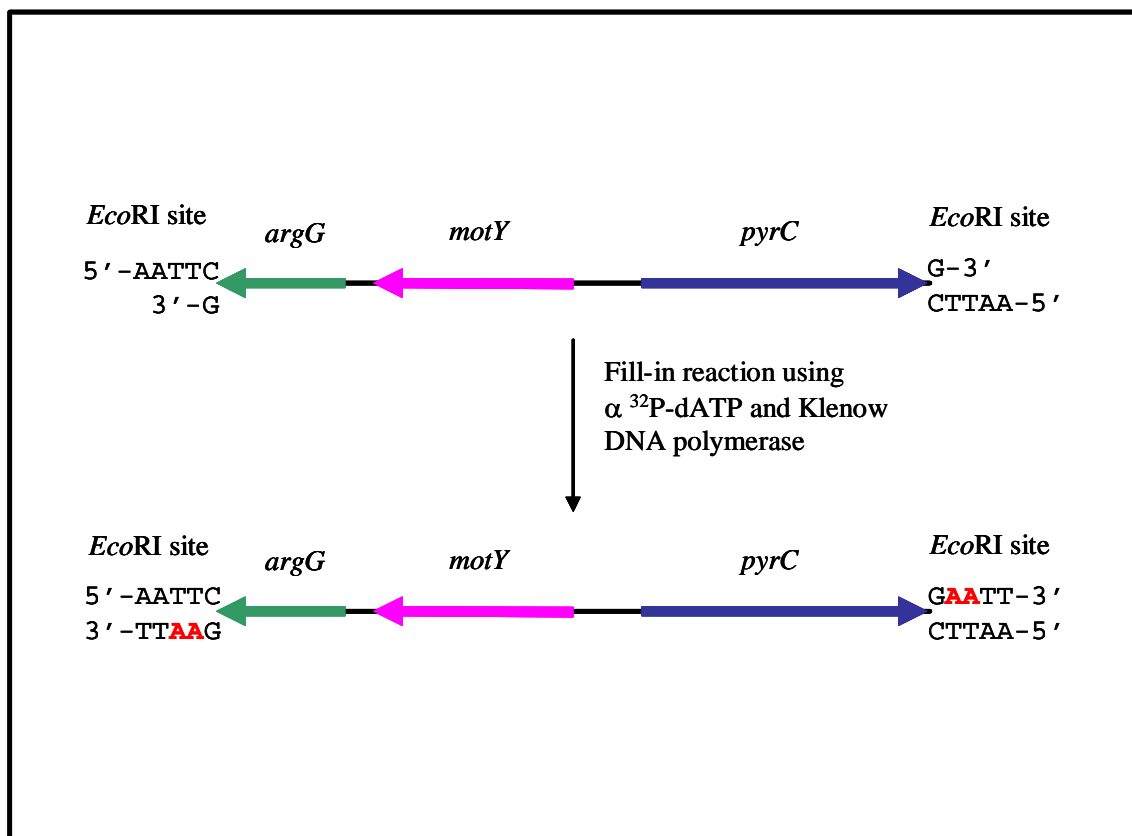 EcoRI site
argG
motY
pyrC
EcoRI site
5′-AATTC
3′-G
G-3′
CTTAA-5′
Fill-in reaction using
α ³²P-dATP and Klenow
DNA polymerase
EcoRI site
argG
motY
pyrC
EcoRI site
5′-AATTC
3′-TTAAG
GAATT-3′
CTTAA-5′